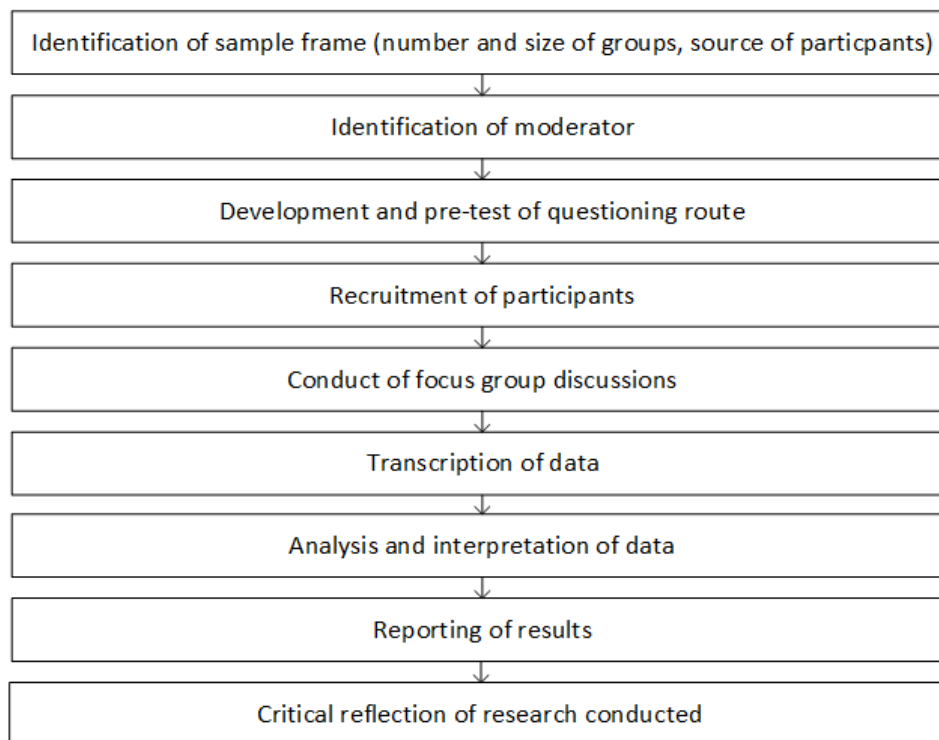 Identification of sample frame (number and size of groups, source of particpants)
Identification of moderator
Development and pre-test of questioning route
Recruitment of participants
Conduct of focus group discussions
Transcription of data
Analysis and interpretation of data
Reporting of results
Critical reflection of research conducted